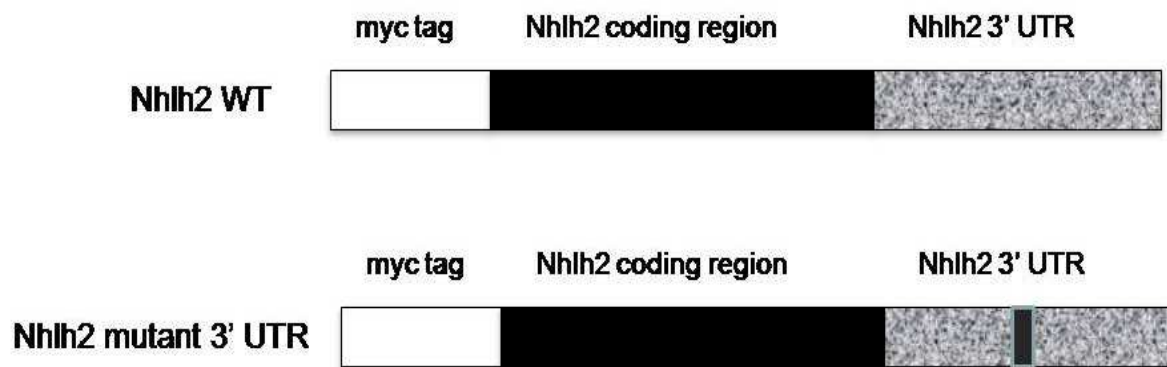 myc tag Nhlh2 coding region Nhlh2 3' UTR
Nhlh2 WT
myc tag Nhlh2 coding region Nhlh2 3' UTR
Nhlh2 mutant 3' UTR